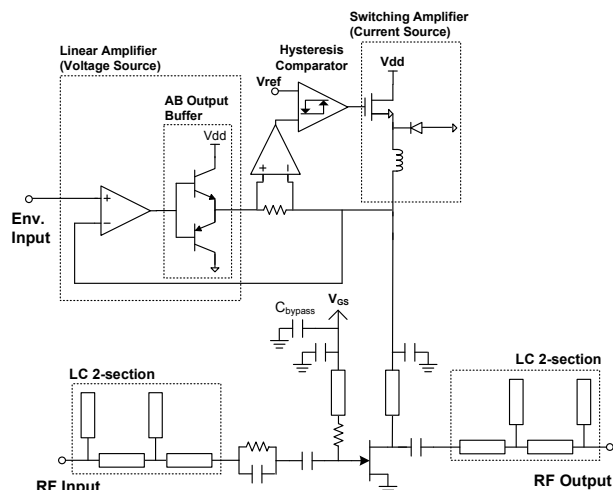 Switching Amplifier
(Current Source)
Linear Amplifier
(Voltage Source)
Hysteresis
Comparator
Vdd
Vref
AB Output
Buffer
Vdd
+
−
+
−
Env.
Input
VGS
Cbypass
LC 2-section
LC 2-section
RF Input
RF Output